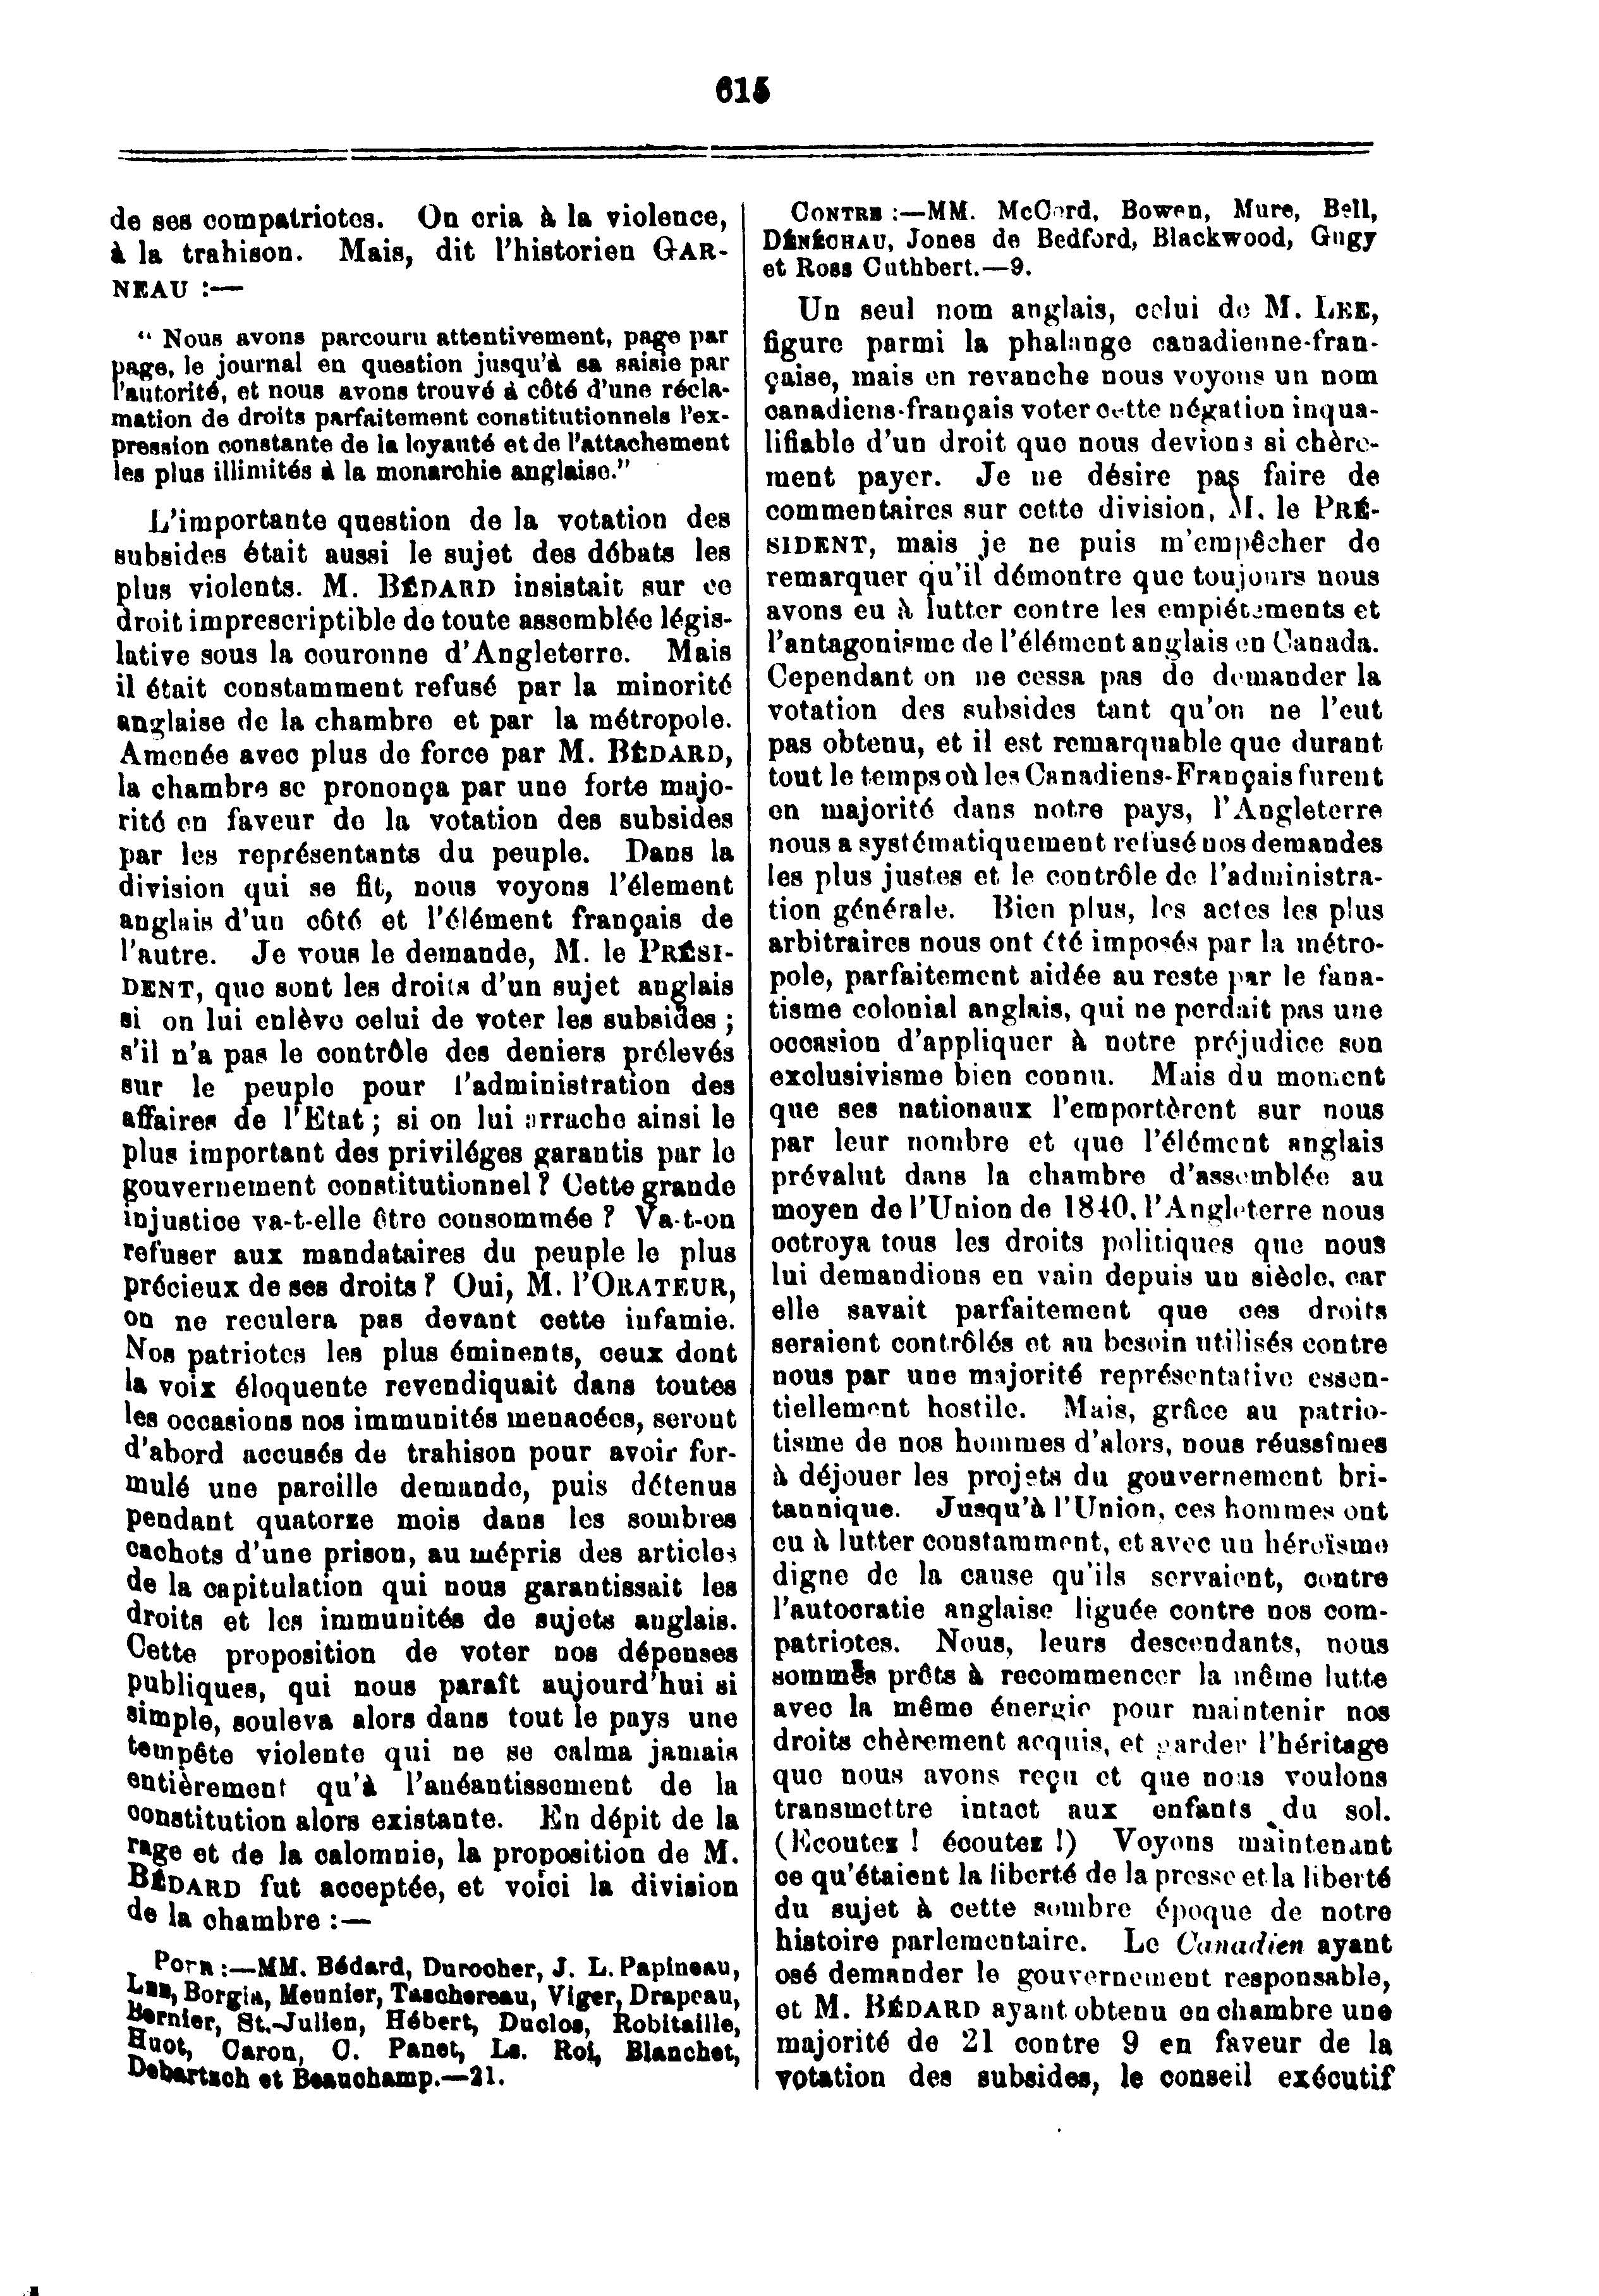 615
de ses compatriotes. On cria à la violence,
à la trahison. Mais, dit l'historien GAR-
NEAU :—
“ Nous avons parcouru attentivement, page par
page, le journal en question jusqu'à sa saisie par
l'autorité, et nous avons trouvé à côté d'une récla-
mation de droits parfaitement constitutionnels l'ex-
pression constante de la loyauté et de l'attachement
les plus illimités à la monarchie anglaise.”
L'importante question de la votation des
subsides était aussi le sujet des débats les
plus violents. M. BÉDARD insistait sur ce
droit imprescriptible de toute assemblée légis-
lative sous la couronne d'Angleterre. Mais
il était constamment refusé par la minorité
anglaise de la chambre et par la métropole.
Amenée avec plus de force par M. BÉDARD,
la chambre se prononça par une forte majo-
rité en faveur de la votation des subsides
par les représentants du peuple. Dans la
division qui se fit, nous voyons l'élement
anglais d'un côté et l'élément français de
l'autre. Je vous le demande, M. le PRÉSI-
DENT, que sont les droits d'un sujet anglais
si on lui enlève celui de voter les subsides ;
s'il n'a pas le contrôle des deniers prélevés
sur le peuple pour l'administration des
affaires de l'Etat ; si on lui arrache ainsi le
plus important des priviléges garantis par le
gouvernement constitutionnel ? Cette grande
injustice va-t-elle être consommée ? Va-t-on
refuser aux mandataires du peuple le plus
précieux de ses droits ? Oui, M. l'ORATEUR,
on ne reculera pas devant cette infamie.
Nos patriotes les plus éminents, ceux dont
la voix éloquente revendiquait dans toutes
les occasions nos immunités menacées, seront
d'abord accusés de trahison pour avoir for-
mulé une pareille demande, puis détenus
pendant quatorze mois dans les sombres
cachots d'une prison, au mépris des articles
de la capitulation qui nous garantissait les
droits et les immunités de sujets anglais.
Cette proposition de voter nos dépenses
publiques, qui nous paraît aujourd'hui si
simple, souleva alors dans tout le pays une
tempête violente qui ne se calma jamais
entièrement qu'à l'anéantissement de la
constitution alors existante. En dépit de la
rage et de la calomnie, la proposition de M.
BÉDARD fut acceptée, et voici la division
de la chambre :—
POUR :—MM. Bédard, Durocher, J. L. Papineau,
Lee, Borgia, Meunier, Taschereau, Viger, Drapeau,
Bernier, St.-Julien, Hébert, Duclos, Robitaille,
Huot, Caron, C. Panet, Le. Roi, Blanchet,
Debartzch et Beauchamp.—21.
CONTRE :—MM. McCord, Bowen, Mure, Bell,
DÉNÉCHAU, Jones de Bedford, Blackwood, Gugy
et Ross Cuthbert.—9.
Un seul nom anglais, celui de M. LEE,
figure parmi la phalange canadienne-fran-
çaise, mais en revanche nous voyons un nom
canadiens-français voter cette négation inqua-
lifiable d'un droit que nous devions si chère-
ment payer. Je ne désire pas faire de
commentaires sur cette division, M. le PRÉ-
SIDENT, mais je ne puis m'empêcher de
remarquer qu'il démontre que toujours nous
avons eu à lutter contre les empiétements et
l'antagonisme de l'élément anglais en Canada.
Cependant on ne cessa pas de demander la
votation des subsides tant qu'on ne l'eut
pas obtenu, et il est remarquable que durant
tout le temps où les Canadiens-Français furent
en majorité dans notre pays, l'Angleterre
nous a systématiquement refusé nos demandes
les plus justes et le contrôle de l'administra-
tion générale. Bien plus, les actes les plus
arbitraires nous ont été imposés par la métro-
pole, parfaitement aidée au reste par le fana-
tisme colonial anglais, qui ne perdait pas une
occasion d'appliquer à notre préjudice son
exclusivisme bien connu. Mais du moment
que ses nationaux l'emportèrent sur nous
par leur nombre et que l'élément anglais
prévalut dans la chambre d'assemblée au
moyen de l'Union de 1840, l'Angleterre nous
octroya tous les droits politiques que nous
lui demandions en vain depuis un siècle, car
elle savait parfaitement que ces droits
seraient contrôlés et au besoin utilisés contre
nous par une majorité représentative essen-
tiellement hostile. Mais, grâce au patrio-
tisme de nos hommes d'alors, nous réussîmes
à déjouer les projets du gouvernement bri-
tannique. Jusqu'à l'Union, ces hommes ont
eu à lutter constamment, et avec un héroïsme
digne de la cause qu'ils servaient, contre
l'autocratie anglaise liguée contre nos com-
patriotes. Nous, leurs descendants, nous
sommes prêts à recommencer la même lutte
avec la même énergie pour maintenir nos
droits chèrement acquis, et garder l'héritage
que nous avons reçu et que nous voulons
transmettre intact aux enfants du sol.
(Ecoutez ! écoutez !) Voyons maintenant
ce qu'étaient la liberté de la presse et la liberté
du sujet à cette sombre époque de notre
histoire parlementaire. Le Canadien ayant
osé demander le gouvernement responsable,
et M. BÉDARD ayant obtenu en chambre une
majorité de 21 contre 9 en faveur de la
votation des subsides, le conseil exécutif